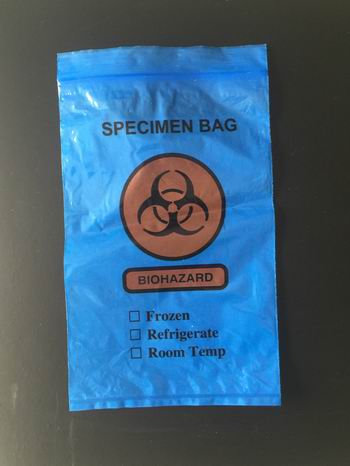 SPECIMEN BAG
BIOHAZARD
Frozen
Refrigerate
Room Temp